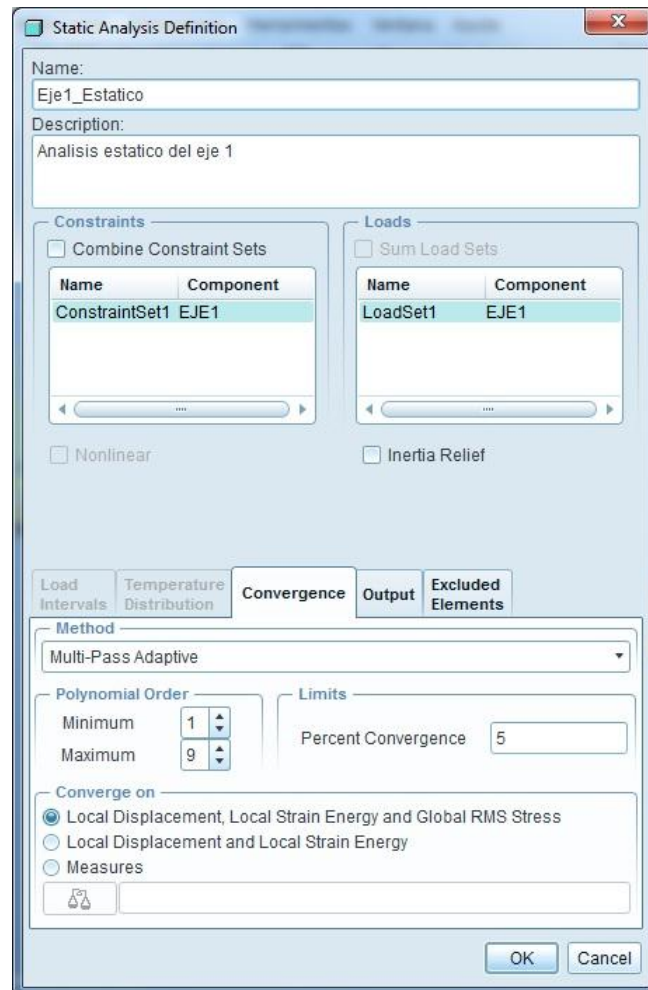 Static Analysis Definition
Name:
Eje1_Estatico
Description:
Analisis estatico del eje 1
Constraints
Combine Constraint Sets
Name Component
ConstraintSet1 EJE1
Nonlinear
Loads
Sum Load Sets
Name Component
LoadSet1 EJE1
Inertia Relief
Load Intervals
Temperature Distribution
Convergence
Output
Excluded Elements
Method
Multi-Pass Adaptive
Polynomial Order
Minimum 1
Maximum 9
Limits
Percent Convergence 5
Converge on
Local Displacement, Local Strain Energy and Global RMS Stress
Local Displacement and Local Strain Energy
Measures
OK Cancel